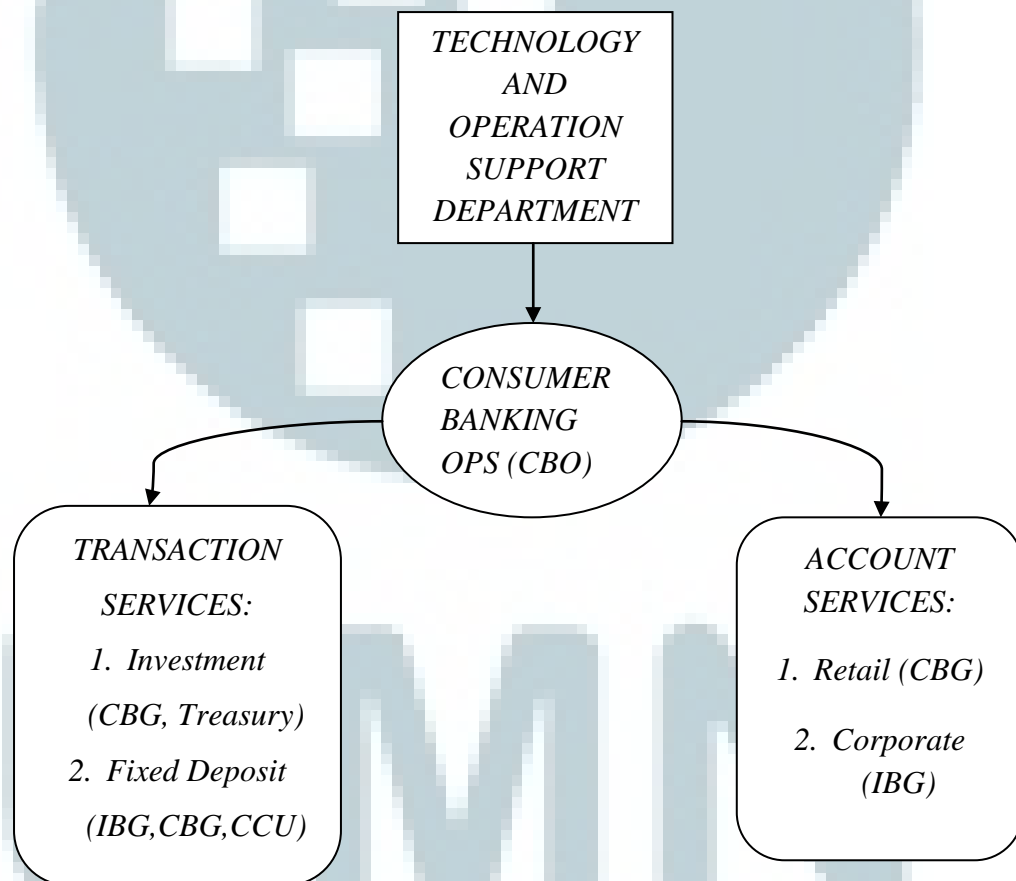 TECHNOLOGY
AND
OPERATION
SUPPORT
DEPARTMENT
CONSUMER
BANKING
OPS (CBO)
TRANSACTION
SERVICES:
1. Investment
(CBG, Treasury)
2. Fixed Deposit
(IBG,CBG,CCU)
ACCOUNT
SERVICES:
1. Retail (CBG)
2. Corporate
(IBG)